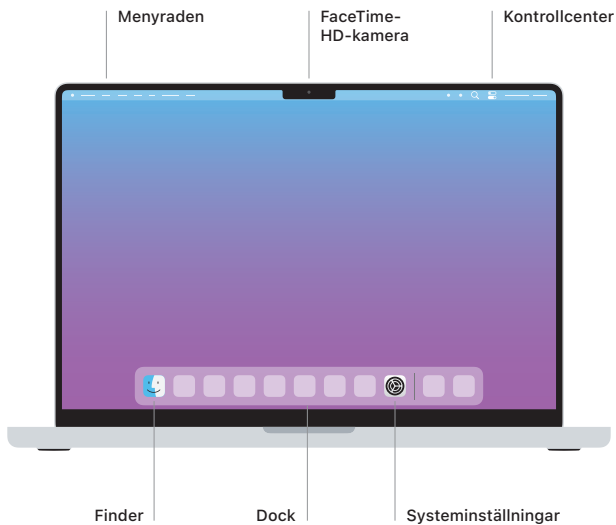 Menyraden
FaceTime-
HD-kamera
Kontrollcenter
Finder
Dock
Systeminställningar